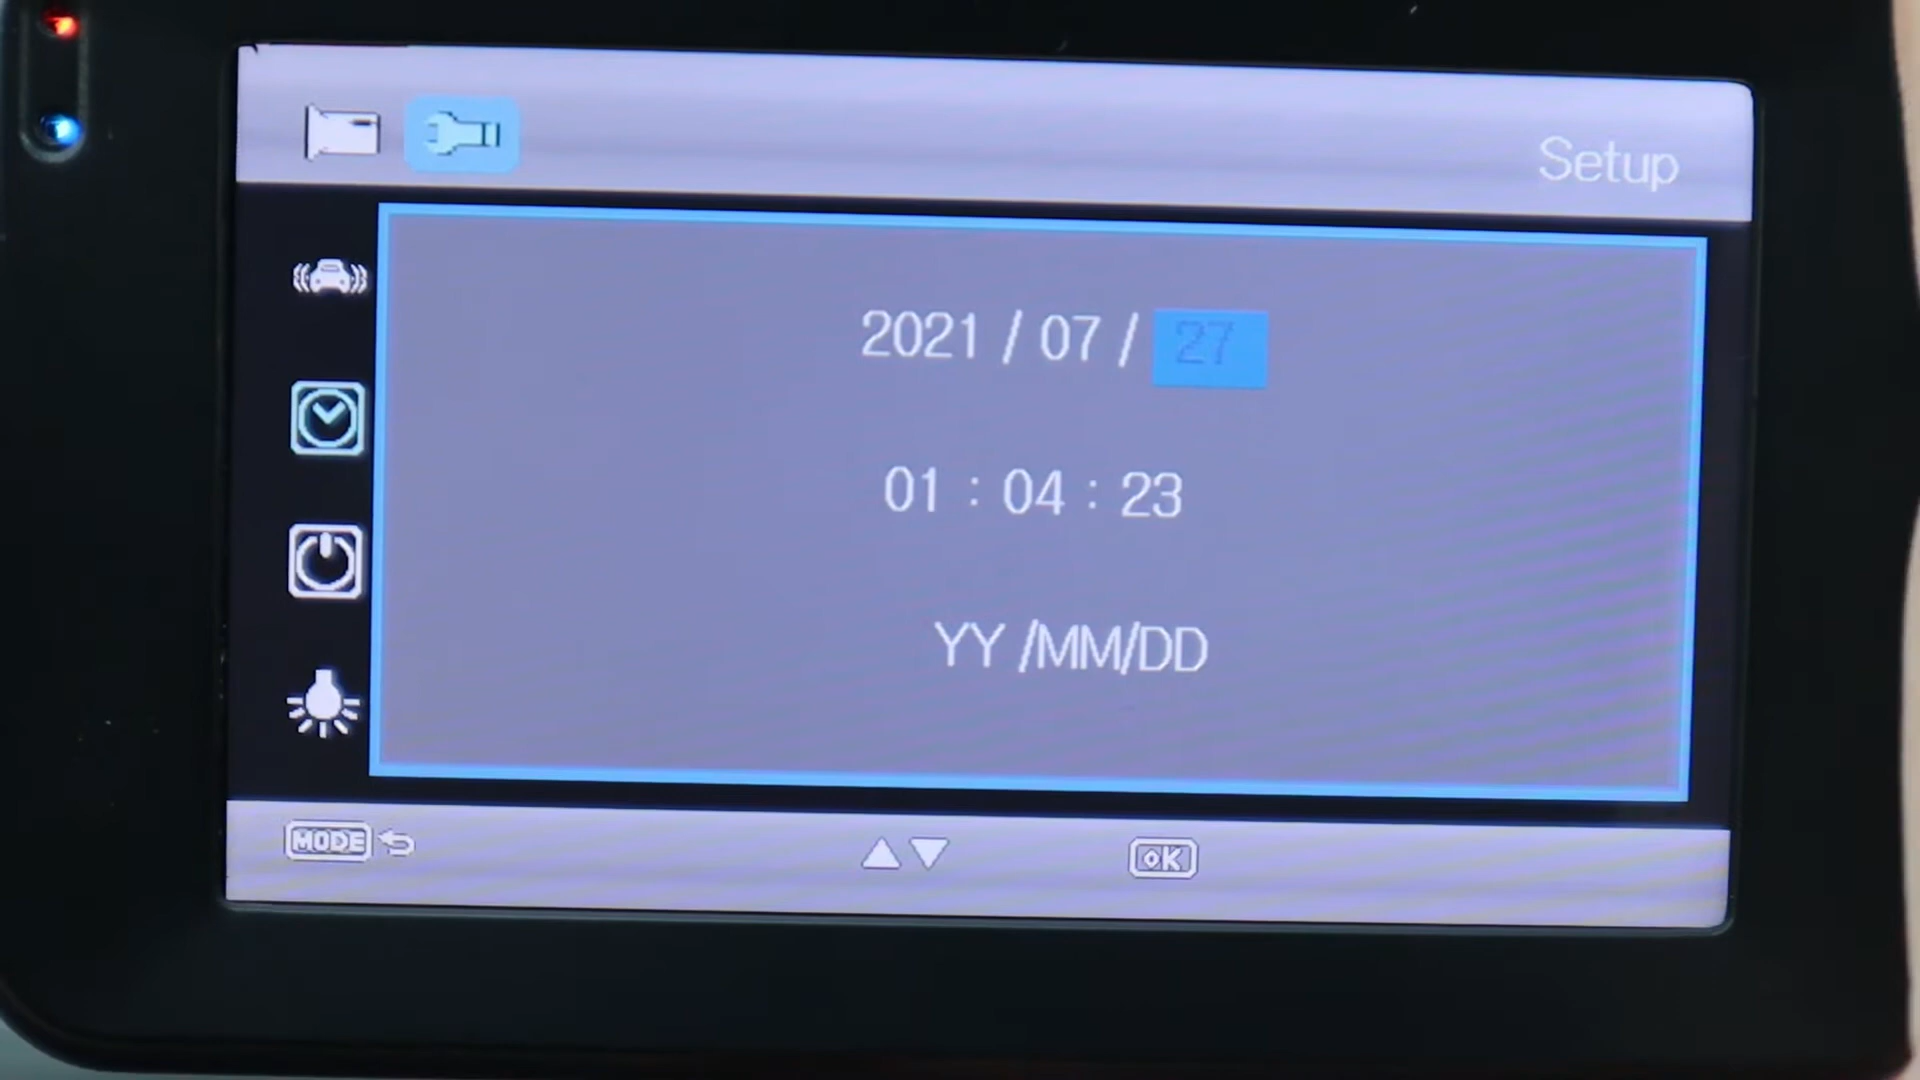 Setup
2021 / 07 / 27
01 : 04 : 23
YY /MM/DD
MODE
OK